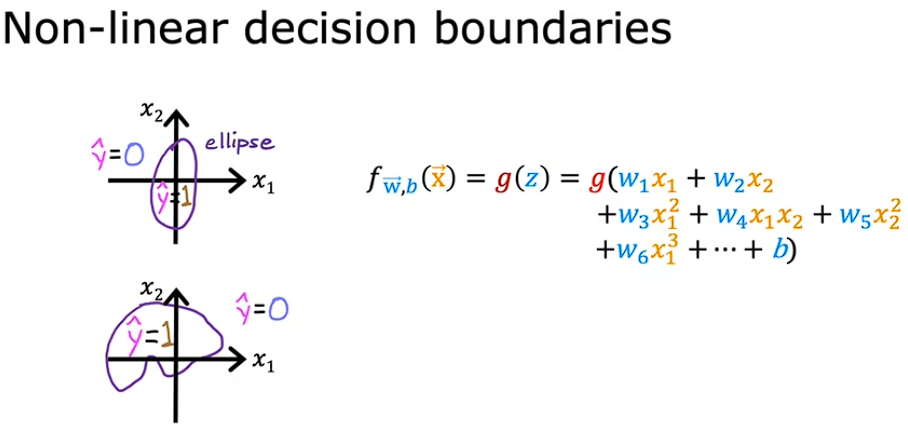 Non-linear decision boundaries
x₂
ŷ=0
ellipse
x₁
ŷ=1
f_{w⃗,b}(x⃗) = g(z) = g(w₁x₁ + w₂x₂
+w₃x₁² + w₄x₁x₂ + w₅x₂²
+w₆x₁³ + ⋯ + b)
x₂
ŷ=0
ŷ=1
x₁